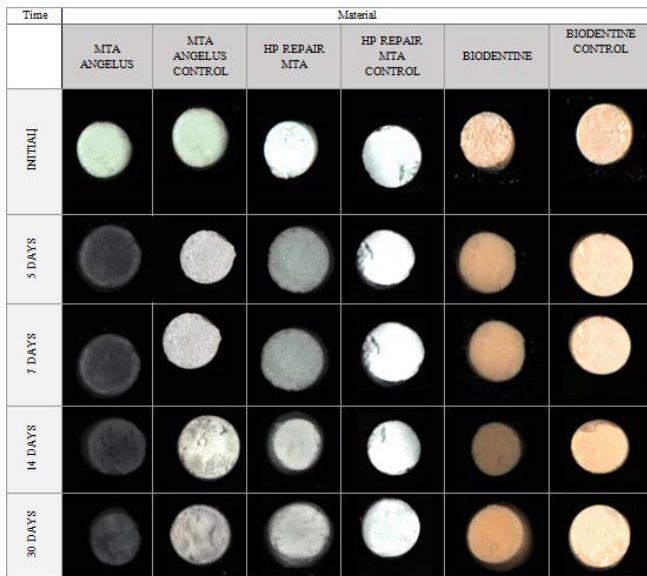 Time
Material
MTA
ANGELUS
MTA
ANGELUS
CONTROL
HP REPAIR
MTA
HP REPAIR
MTA
CONTROL
BIODENTINE
BIODENTINE
CONTROL
INITIAL
5 DAYS
7 DAYS
14 DAYS
30 DAYS